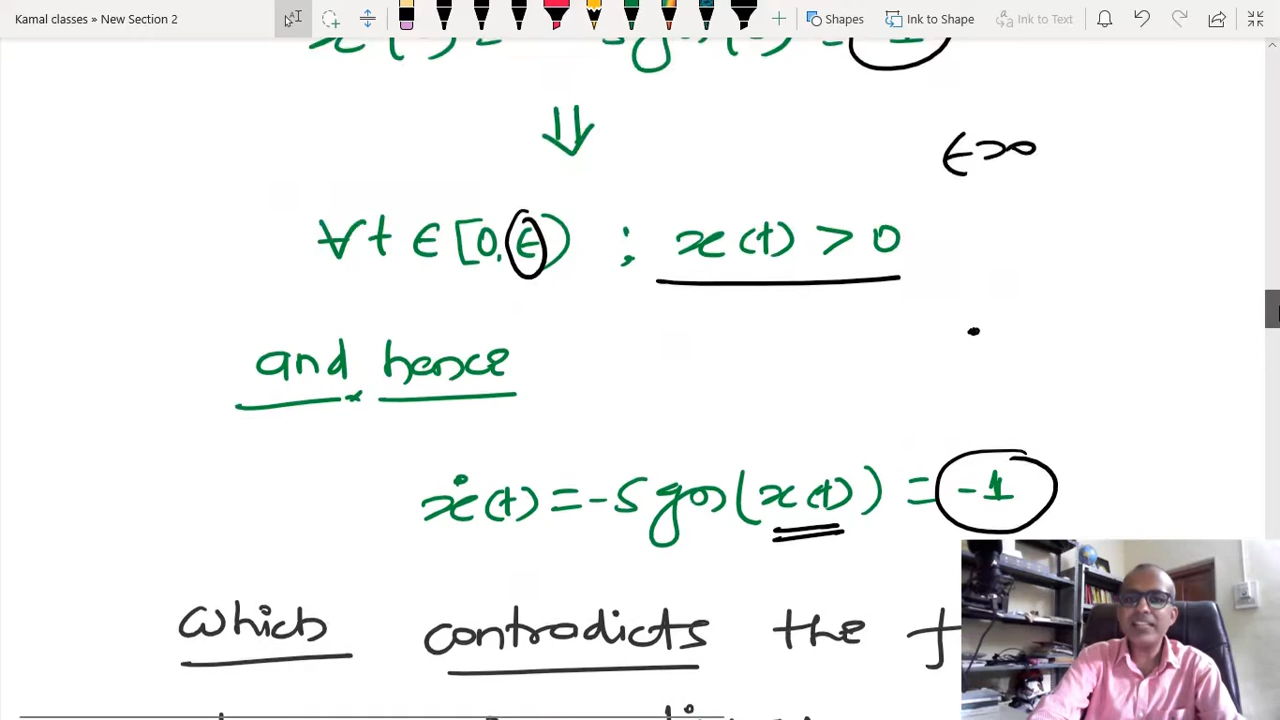 Kamal classes » New Section 2
Shapes
Ink to Shape
Ink to Text
ϵ>0
∀t ∈ [0,ϵ) : x(t) > 0
and hence
ẋ(t) = -sgn(x(t)) = -1
which contradicts the